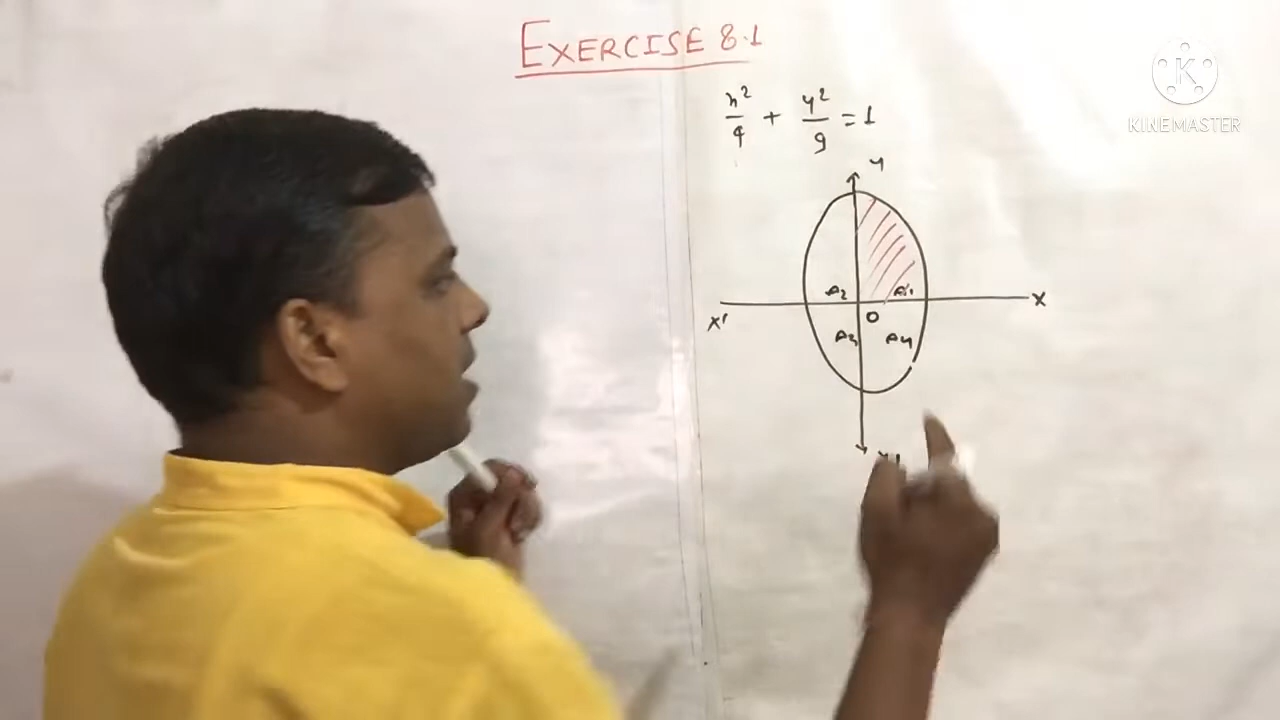 EXERCISE 8.1
x²/4 + y²/9 = 1
K
KINEMASTER
y
A2 A1
X' O X
A3 A4